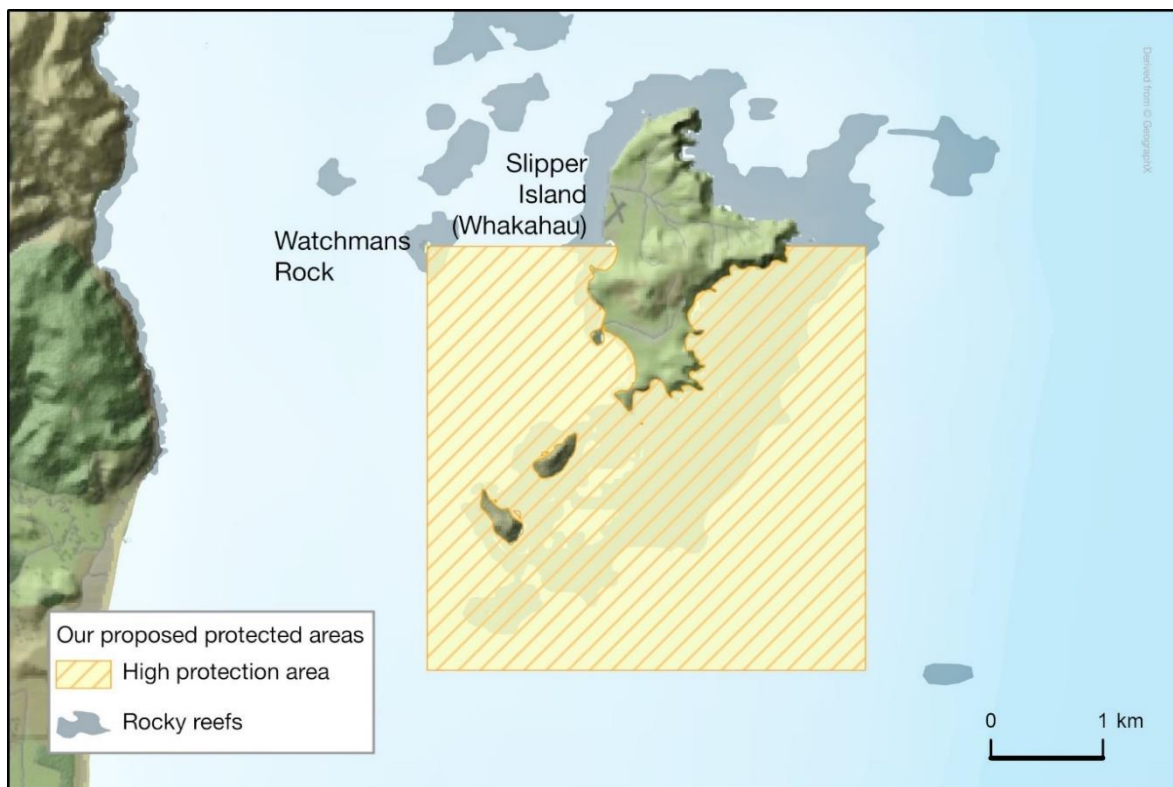 Derived from © GeographX
Slipper
Island
(Whakahau)
Watchmans
Rock
Our proposed protected areas
High protection area
Rocky reefs
0 1 km